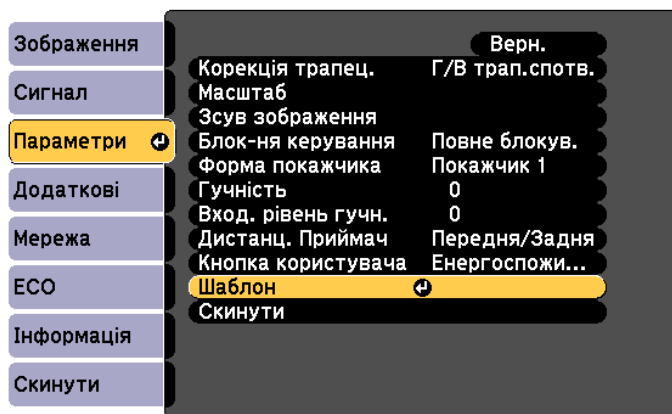 Зображення
Сигнал
Параметри
Додаткові
Мережа
ECO
Інформація
Скинути
Верн.
Корекція трапец. Г/В трап.спотв.
Масштаб
Зсув зображення
Блок-ня керування Повне блокув.
Форма покажчика Покажчик 1
Гучність 0
Вход. рівень гучн. 0
Дистанц. Приймач Передня/Задня
Кнопка користувача Енергоспожи...
Шаблон
Скинути